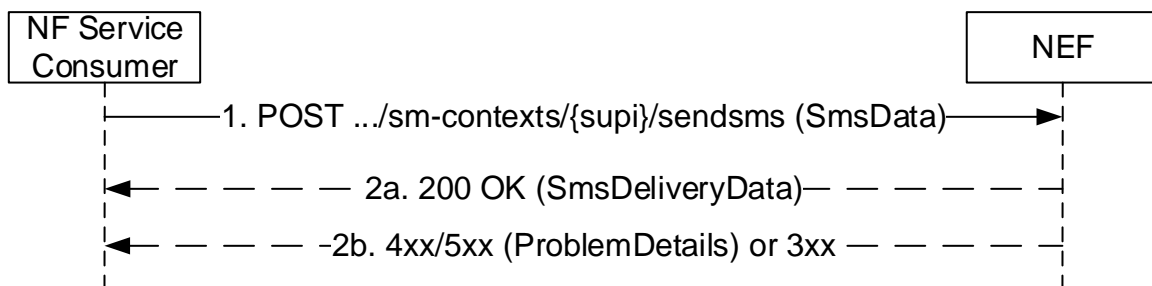 NF Service
Consumer
NEF
1. POST .../sm-contexts/{supi}/sendsms (SmsData)
2a. 200 OK (SmsDeliveryData)
2b. 4xx/5xx (ProblemDetails) or 3xx